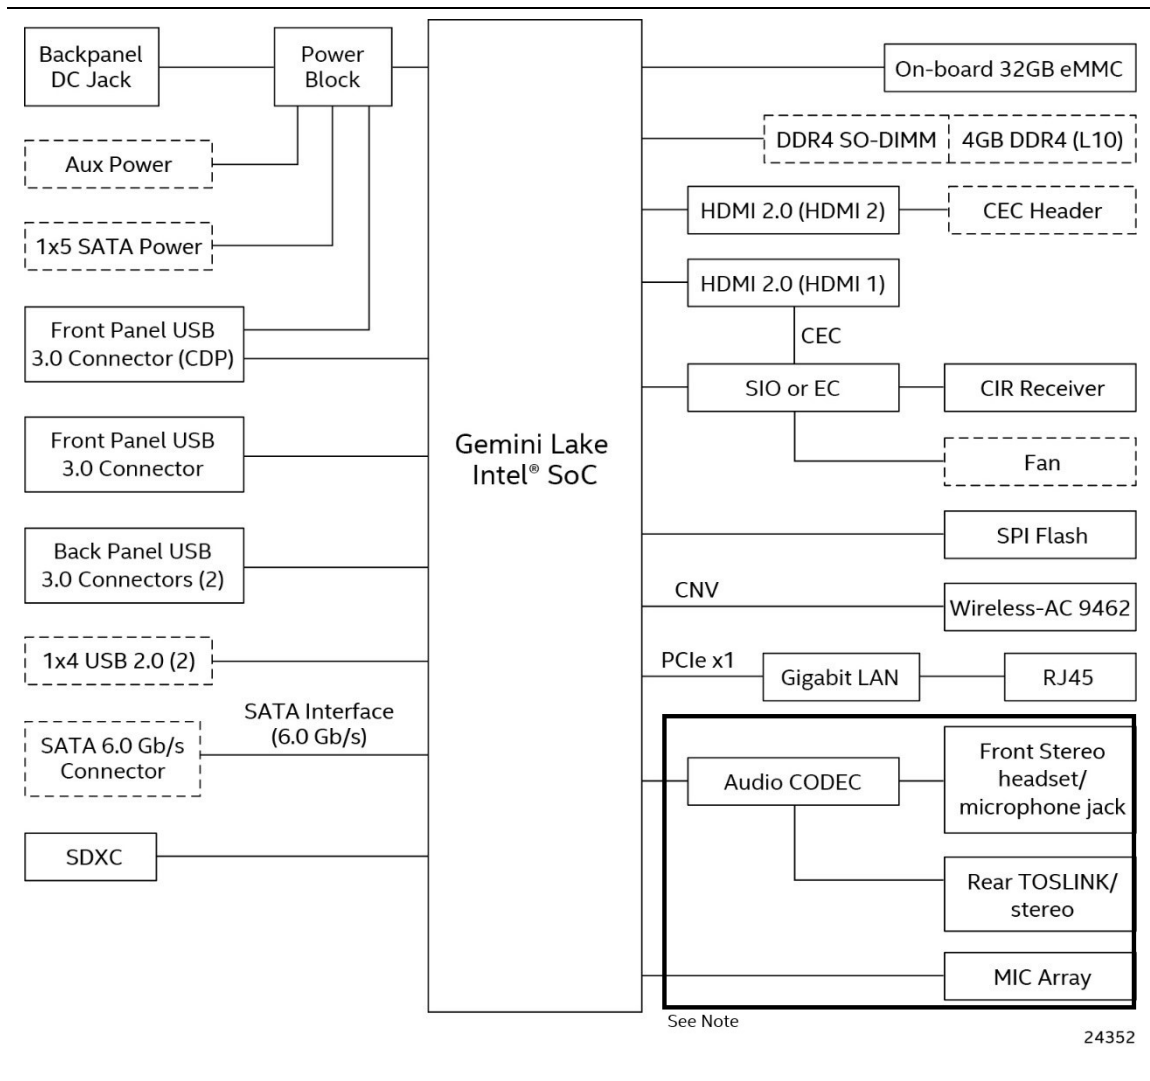 Backpanel
DC Jack
Power
Block
Aux Power
1x5 SATA Power
Front Panel USB
3.0 Connector (CDP)
Front Panel USB
3.0 Connector
Back Panel USB
3.0 Connectors (2)
1x4 USB 2.0 (2)
SATA Interface
(6.0 Gb/s)
SATA 6.0 Gb/s
Connector
SDXC
Gemini Lake
Intel® SoC
On-board 32GB eMMC
DDR4 SO-DIMM
4GB DDR4 (L10)
HDMI 2.0 (HDMI 2)
CEC Header
HDMI 2.0 (HDMI 1)
CEC
SIO or EC
CIR Receiver
Fan
SPI Flash
CNV
Wireless-AC 9462
PCIe x1
Gigabit LAN
RJ45
Audio CODEC
Front Stereo
headset/
microphone jack
Rear TOSLINK/
stereo
MIC Array
See Note
24352